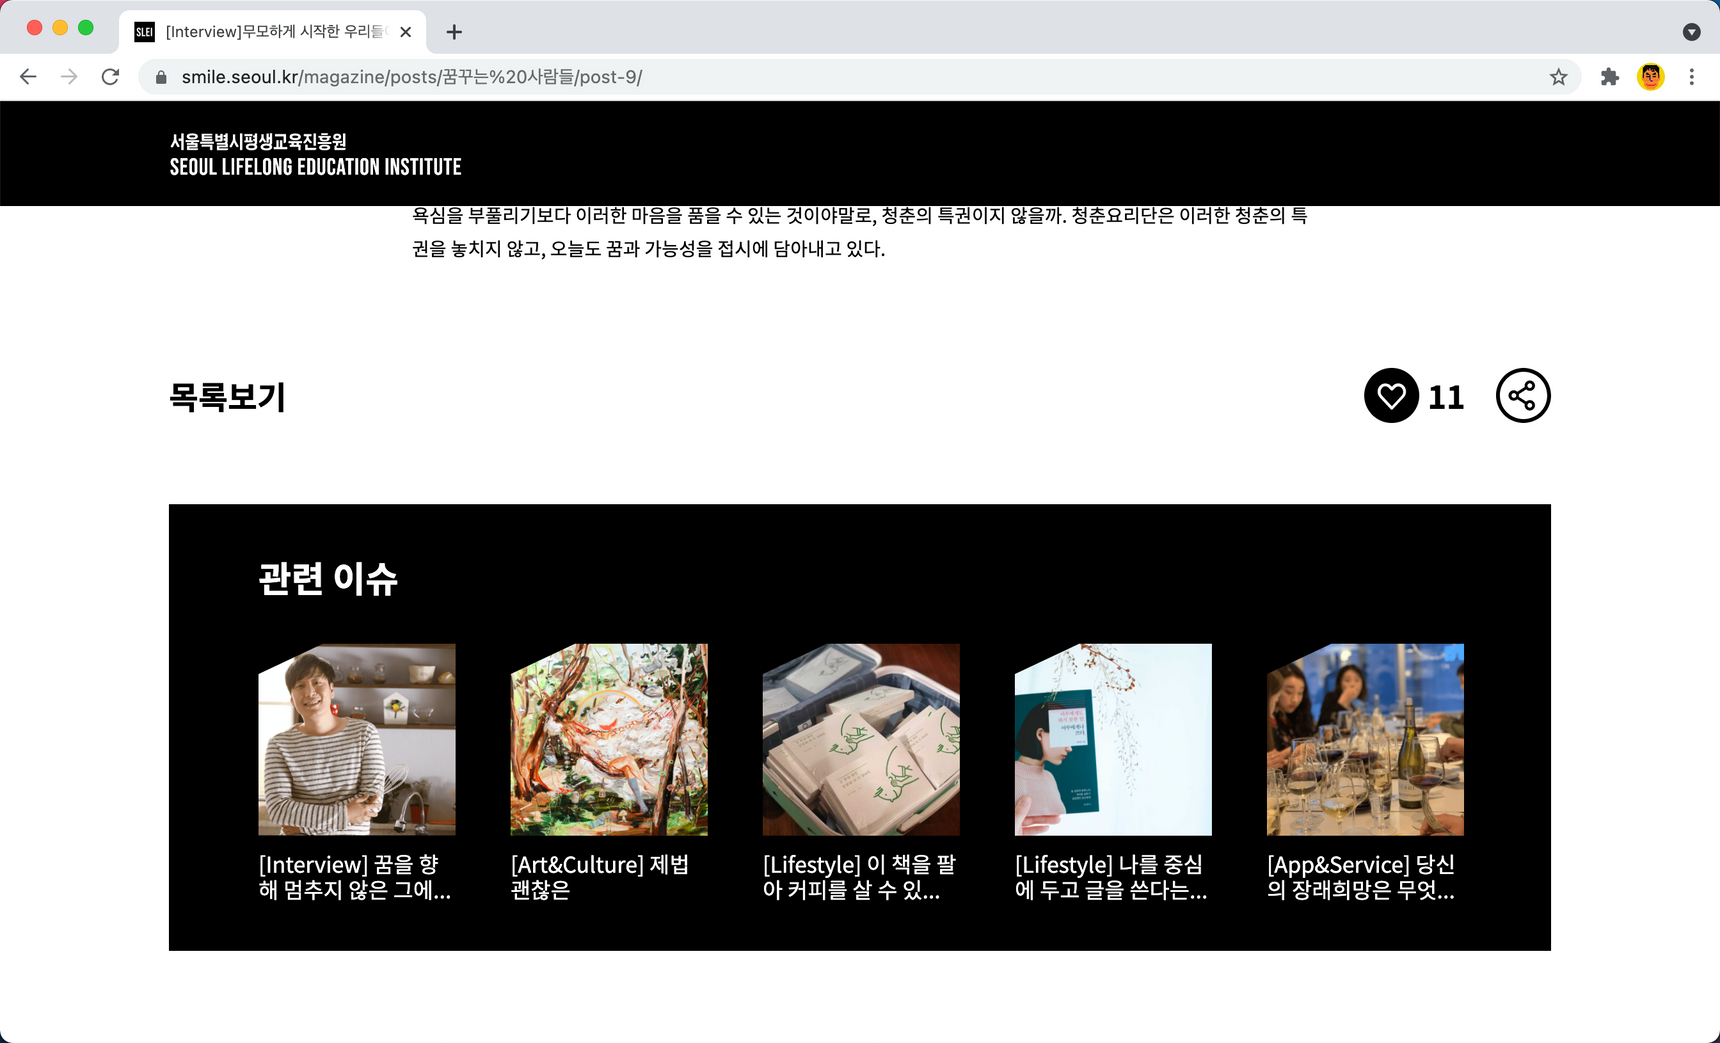 SLEI [Interview]무모하게 시작한 우리들
smile.seoul.kr/magazine/posts/꿈꾸는%20사람들/post-9/
서울특별시평생교육진흥원
SEOUL LIFELONG EDUCATION INSTITUTE
욕심을 부풀리기보다 이러한 마음을 품을 수 있는 것이야말로, 청춘의 특권이지 않을까. 청춘요리단은 이러한 청춘의 특
권을 놓치지 않고, 오늘도 꿈과 가능성을 접시에 담아내고 있다.
목록보기
11
관련 이슈
[Interview] 꿈을 향
해 멈추지 않은 그에...
[Art&Culture] 제법
괜찮은
[Lifestyle] 이 책을 팔
아 커피를 살 수 있...
[Lifestyle] 나를 중심
에 두고 글을 쓴다는...
[App&Service] 당신
의 장래희망은 무엇...